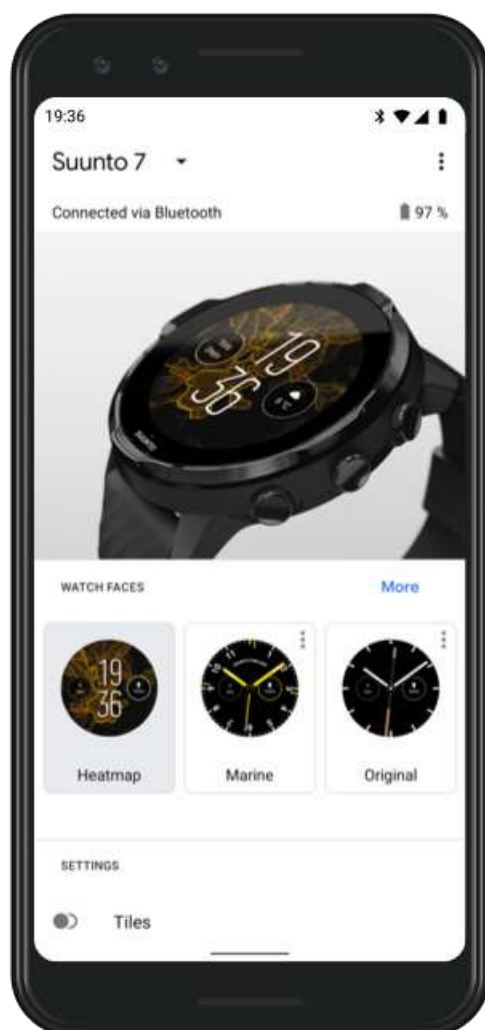 19:36
Suunto 7
Connected via Bluetooth 97 %
19
36
SUUNTO
WATCH FACES More
19
36
Heatmap Marine Original
SETTINGS
Tiles